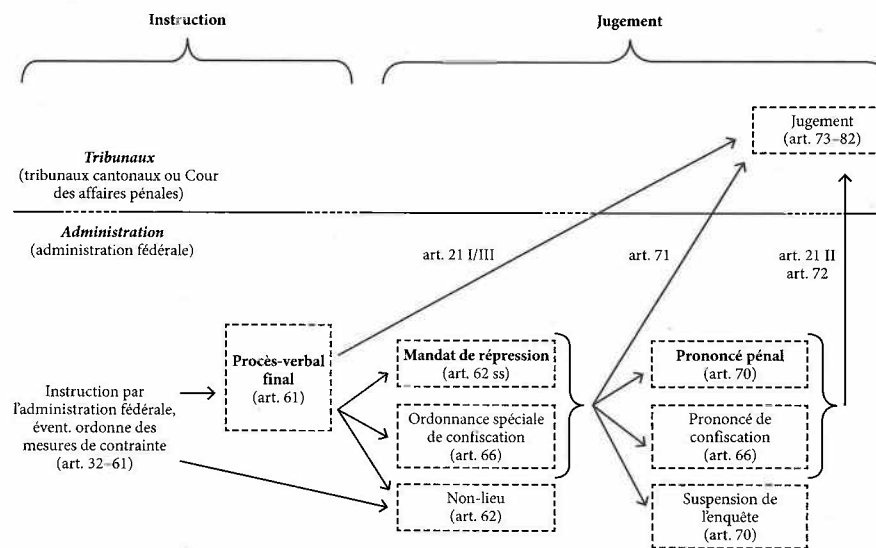 Instruction
Jugement
Jugement
(art. 73–82)
Tribunaux
(tribunaux cantonaux ou Cour
des affaires pénales)
Administration
(administration fédérale)
art. 21 I/III
art. 71
art. 21 II
art. 72
Procès-verbal
final
(art. 61)
Mandat de répression
(art. 62 ss)
Prononcé pénal
(art. 70)
Instruction par
l'administration fédérale,
évent. ordonne des
mesures de contrainte
(art. 32–61)
Ordonnance spéciale
de confiscation
(art. 66)
Prononcé de
confiscation
(art. 66)
Non-lieu
(art. 62)
Suspension de
l'enquête
(art. 70)